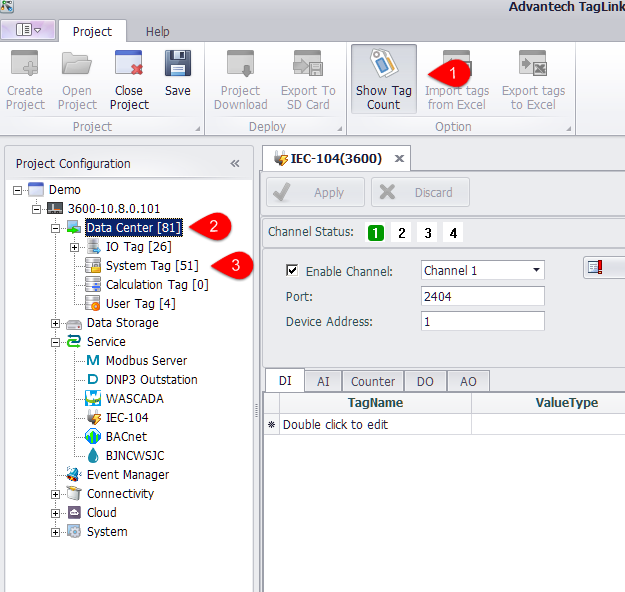 Advantech TagLink
Project
Help
Create
Project
Open
Project
Close
Project
Save
Project
Download
Export To
SD Card
Show Tag
Count
1
Import tags
from Excel
Export tags
to Excel
Project
Deploy
Option
Project Configuration
IEC-104(3600)
Demo
3600-10.8.0.101
Data Center [81]
2
IO Tag [26]
System Tag [51]
3
Calculation Tag [0]
User Tag [4]
Data Storage
Service
Modbus Server
DNP3 Outstation
WASCADA
IEC-104
BACnet
BJNCWSJC
Event Manager
Connectivity
Cloud
System
Apply
Discard
Channel Status: 1 2 3 4
Enable Channel: Channel 1
Port: 2404
Device Address: 1
DI AI Counter DO AO
TagName ValueType
* Double click to edit